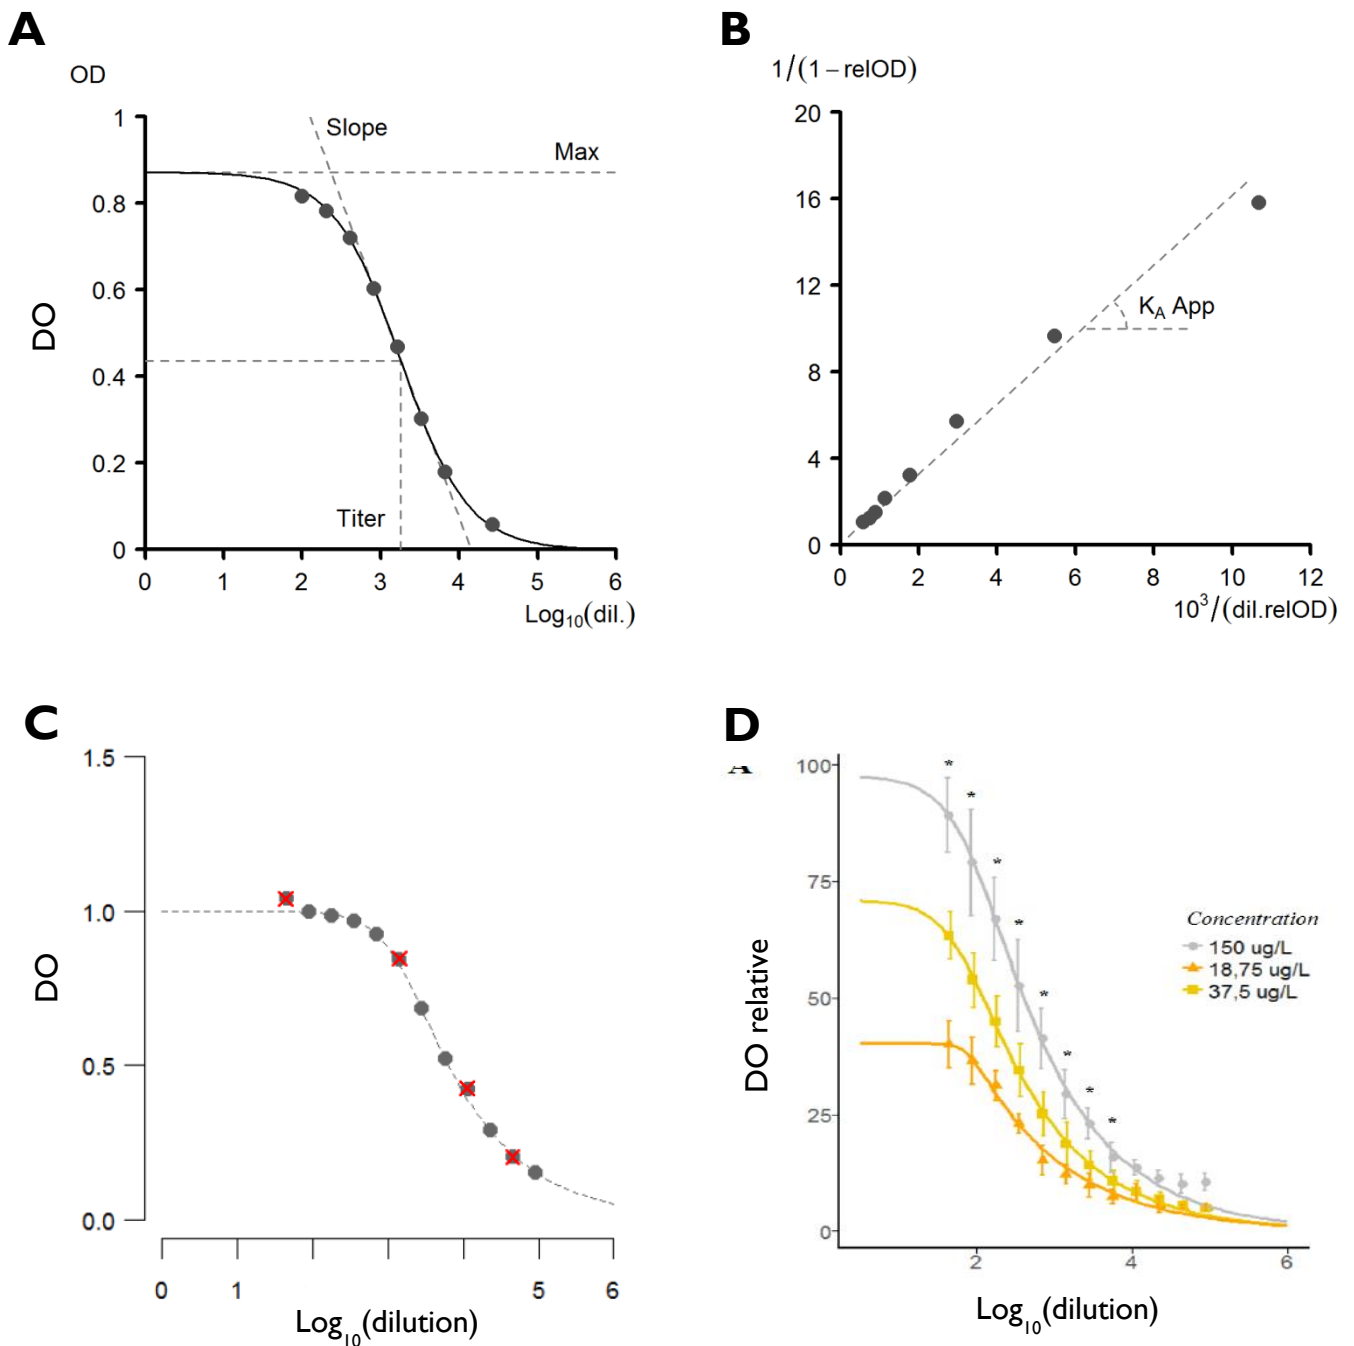 A
OD
1
0.8
0.6
0.4
0.2
0
DO
Slope
Max
Titer
0 1 2 3 4 5 6
Log10(dil.)
B
1/(1−relOD)
20
16
12
8
4
0
KA App
0 2 4 6 8 10 12
10³/(dil.relOD)
C
1.5
1.0
0.5
0.0
DO
0 1 5 6
Log10(dilution)
D
A
100
75
50
25
0
DO relative
* * * * * * * *
Concentration
150 ug/L
18,75 ug/L
37,5 ug/L
2 4 6
Log10(dilution)